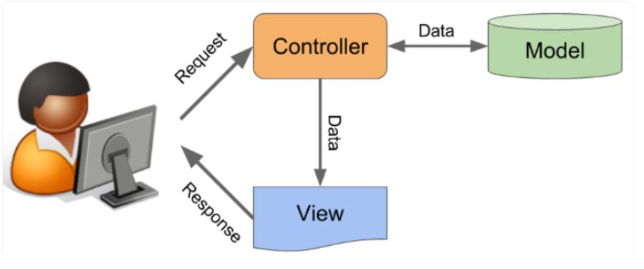 Request
Controller
Data
Model
Data
Response
View